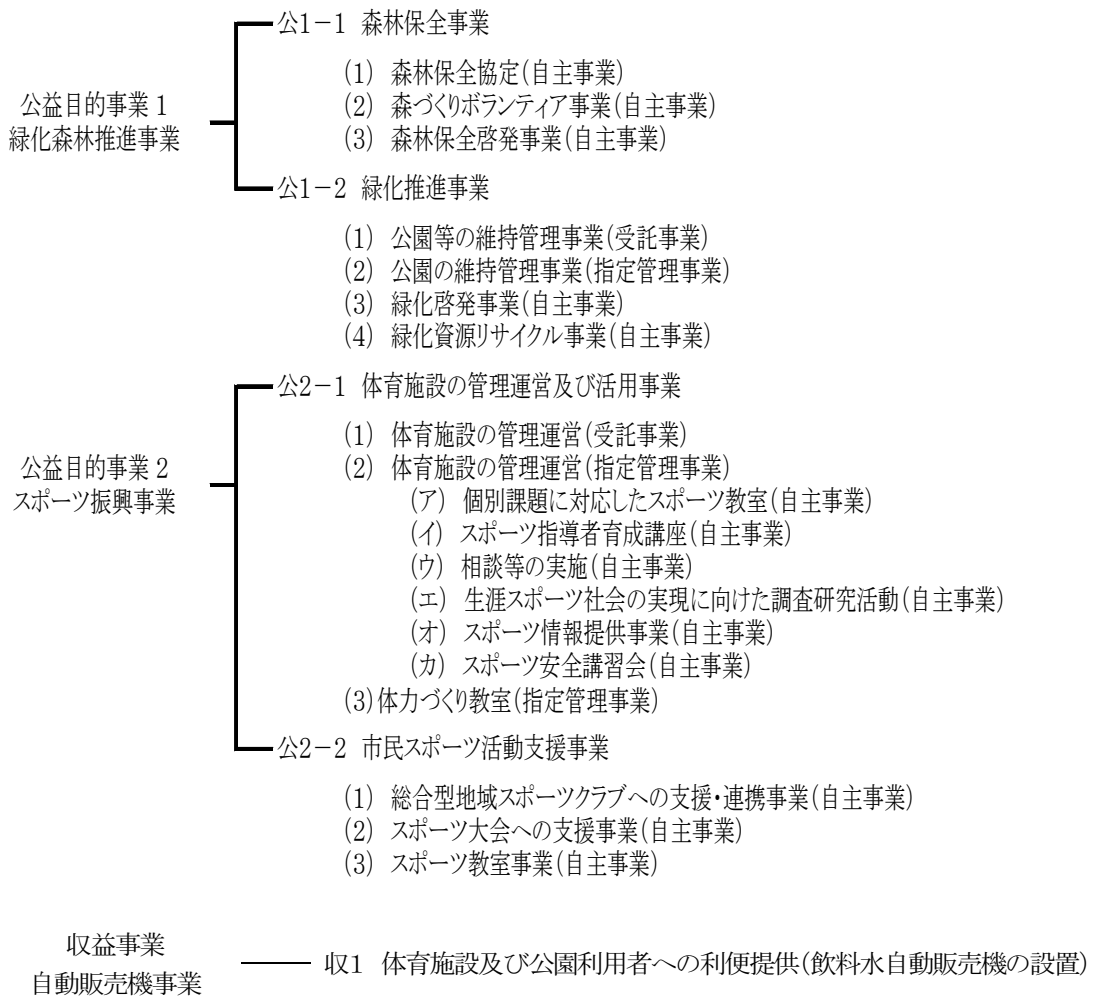 公1－1 森林保全事業
(1) 森林保全協定(自主事業)
公益目的事業 1
緑化森林推進事業
(2) 森づくりボランティア事業(自主事業)
(3) 森林保全啓発事業(自主事業)
公1－2 緑化推進事業
(1) 公園等の維持管理事業(受託事業)
(2) 公園の維持管理事業(指定管理事業)
(3) 緑化啓発事業(自主事業)
(4) 緑化資源リサイクル事業(自主事業)
公2－1 体育施設の管理運営及び活用事業
(1) 体育施設の管理運営(受託事業)
公益目的事業 2
スポーツ振興事業
(2) 体育施設の管理運営(指定管理事業)
(ア) 個別課題に対応したスポーツ教室(自主事業)
(イ) スポーツ指導者育成講座(自主事業)
(ウ) 相談等の実施(自主事業)
(エ) 生涯スポーツ社会の実現に向けた調査研究活動(自主事業)
(オ) スポーツ情報提供事業(自主事業)
(カ) スポーツ安全講習会(自主事業)
(3)体力づくり教室(指定管理事業)
公2－2 市民スポーツ活動支援事業
(1) 総合型地域スポーツクラブへの支援・連携事業(自主事業)
(2) スポーツ大会への支援事業(自主事業)
(3) スポーツ教室事業(自主事業)
収益事業
自動販売機事業
収1 体育施設及び公園利用者への利便提供(飲料水自動販売機の設置)